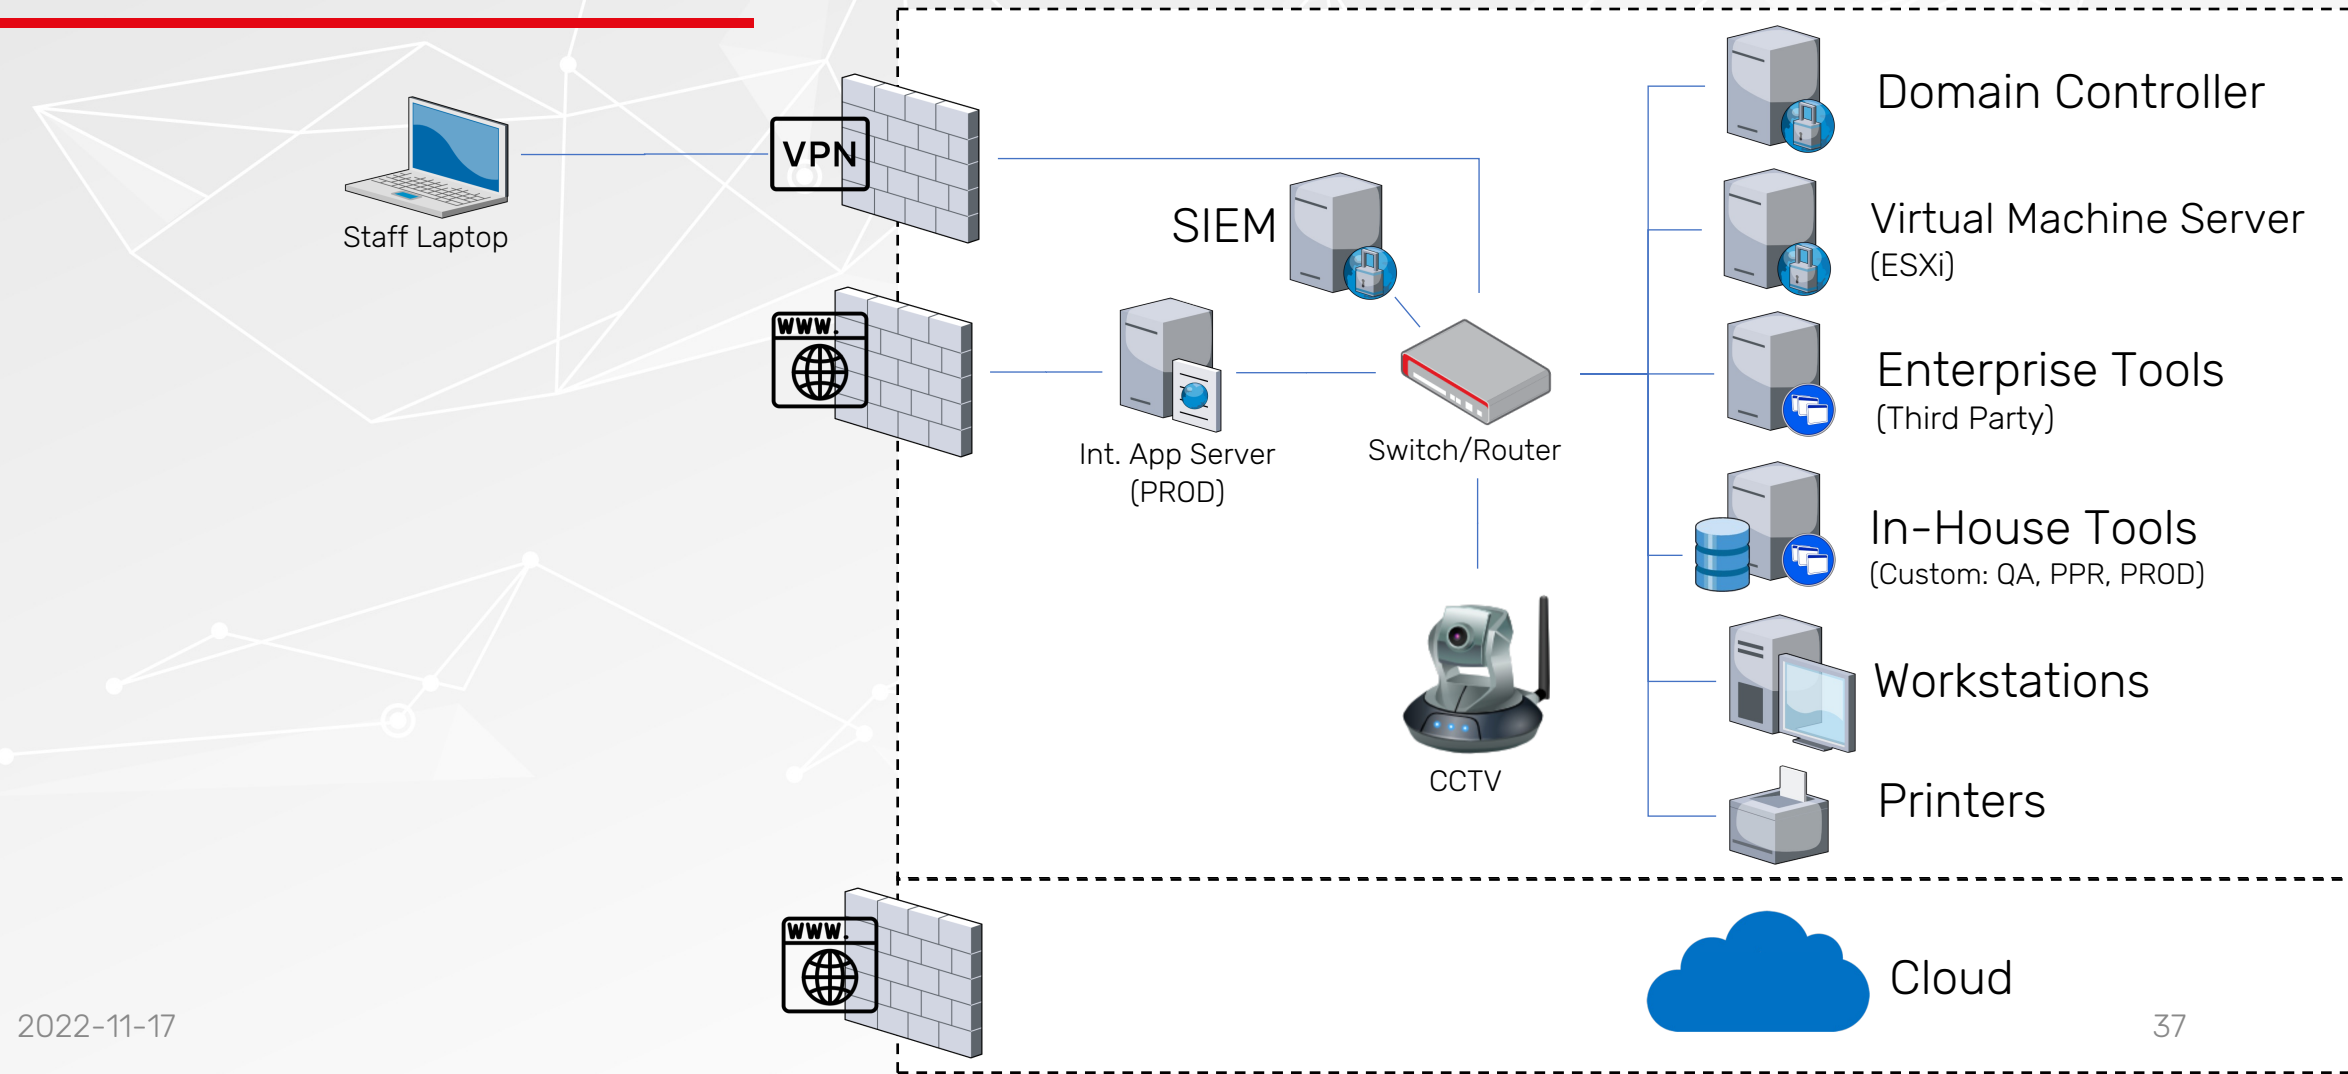 Domain Controller
VPN
Staff Laptop
SIEM
Virtual Machine Server
(ESXi)
WWW.
Int. App Server
(PROD)
Switch/Router
Enterprise Tools
(Third Party)
In-House Tools
(Custom: QA, PPR, PROD)
Workstations
CCTV
Printers
WWW.
Cloud
2022-11-17
37